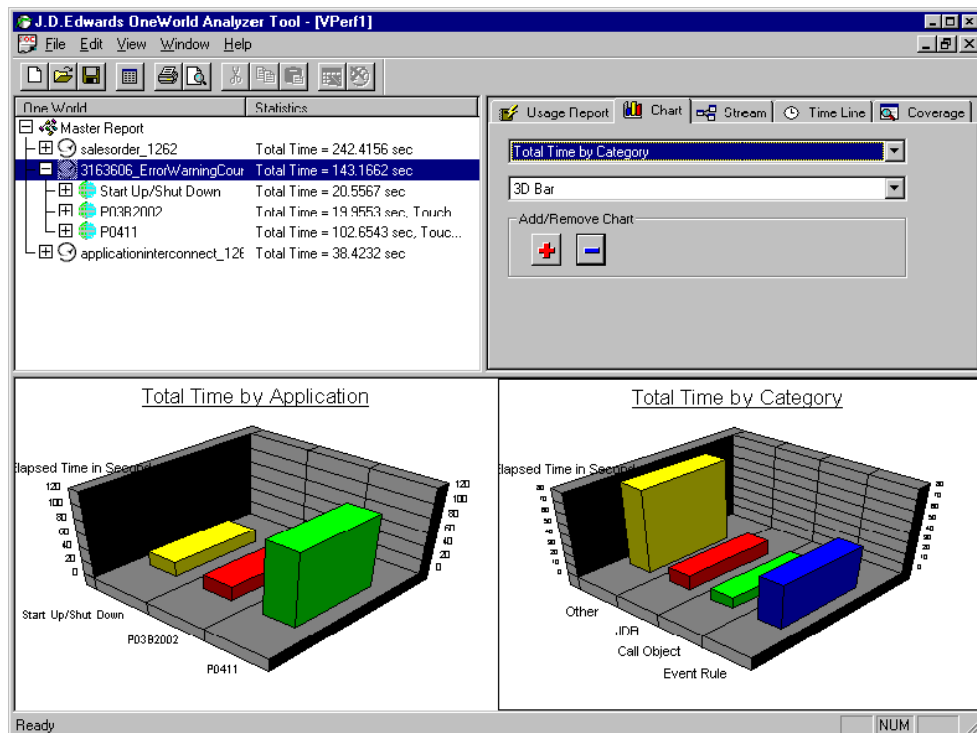 J.D.Edwards OneWorld Analyzer Tool - [VPerf1]
File Edit View Window Help
One World Statistics
Master Report
salesorder_1262 Total Time = 242.4156 sec
3163606_ErrorWarningCour Total Time = 143.1662 sec
Start Up/Shut Down Total Time = 20.5567 sec
P03B2002 Total Time = 19.9553 sec, Touch
P0411 Total Time = 102.6543 sec, Touc...
applicationinterconnect_126 Total Time = 38.4232 sec
Usage Report Chart Stream Time Line Coverage
Total Time by Category
3D Bar
Add/Remove Chart
Total Time by Application
Elapsed Time in Second
120
100
80
60
40
20
0
120
100
80
60
40
20
0
Start Up/Shut Down
P03B2002
P0411
Total Time by Category
Elapsed Time in Second
Other
JDB
Call Object
Event Rule
Ready NUM